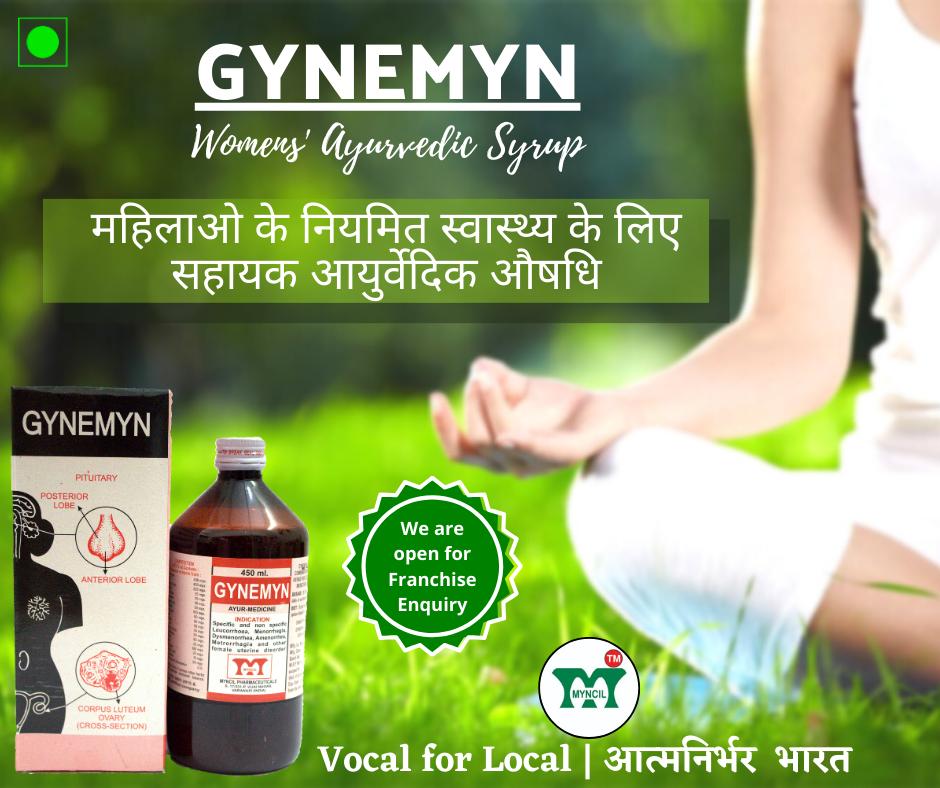 GYNEMYN
Womens' Ayurvedic Syrup
महिलाओ के नियमित स्वास्थ्य के लिए
सहायक आयुर्वेदिक औषधि
GYNEMYN
PITUITARY
POSTERIOR
LOBE
ANTERIOR LOBE
CORPUS LUTEUM
OVARY
(CROSS-SECTION)
450 ml.
GYNEMYN
AYUR-MEDICINE
INDICATION
Specific and non specific
Leucorrhoea, Menorrhagia,
Dysmenorrhea, Amenorrhea,
Metrorrhagia and other
female uterine disorder
MYNCIL
MYNCIL PHARMACEUTICALS
We are
open for
Franchise
Enquiry
TM
MYNCIL
Vocal for Local | आत्मनिर्भर भारत